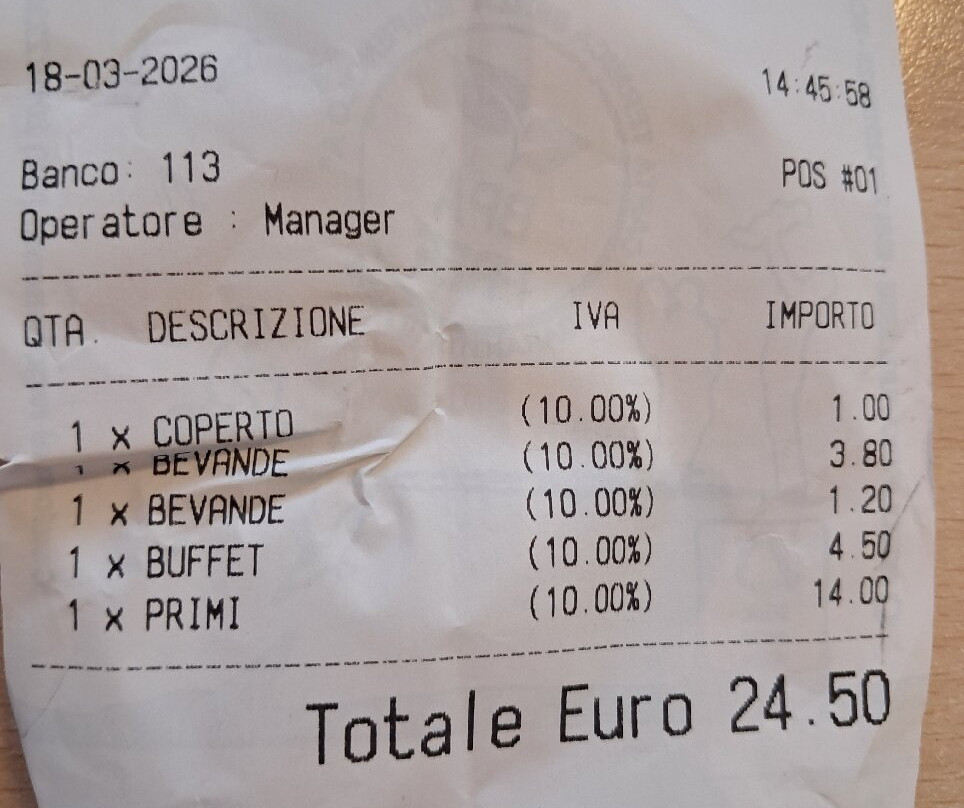 18-03-2026 14:45:58
Banco: 113 POS #01
Operatore : Manager
QTA. DESCRIZIONE IVA IMPORTO
1 x COPERTO (10.00%) 1.00
1 x BEVANDE (10.00%) 3.80
1 x BEVANDE (10.00%) 1.20
1 x BUFFET (10.00%) 4.50
1 x PRIMI (10.00%) 14.00
Totale Euro 24.50